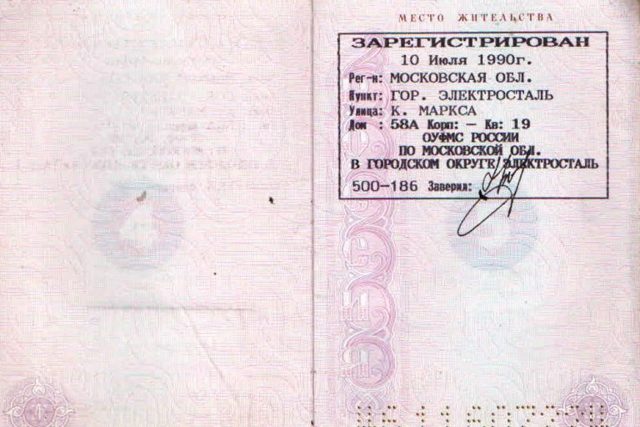 МЕСТО ЖИТЕЛЬСТВА
ЗАРЕГИСТРИРОВАН
10 Июля 1990г.
Рег-н: МОСКОВСКАЯ ОБЛ.
Пункт: ГОР. ЭЛЕКТРОСТАЛЬ
Улица: К. МАРКСА
Дом : 58А Корп: – Кв: 19
ОУФМС РОССИИ
ПО МОСКОВСКОЙ ОБЛ.
В ГОРОДСКОМ ОКРУГЕ ЭЛЕКТРОСТАЛЬ
500-186 Заверил: